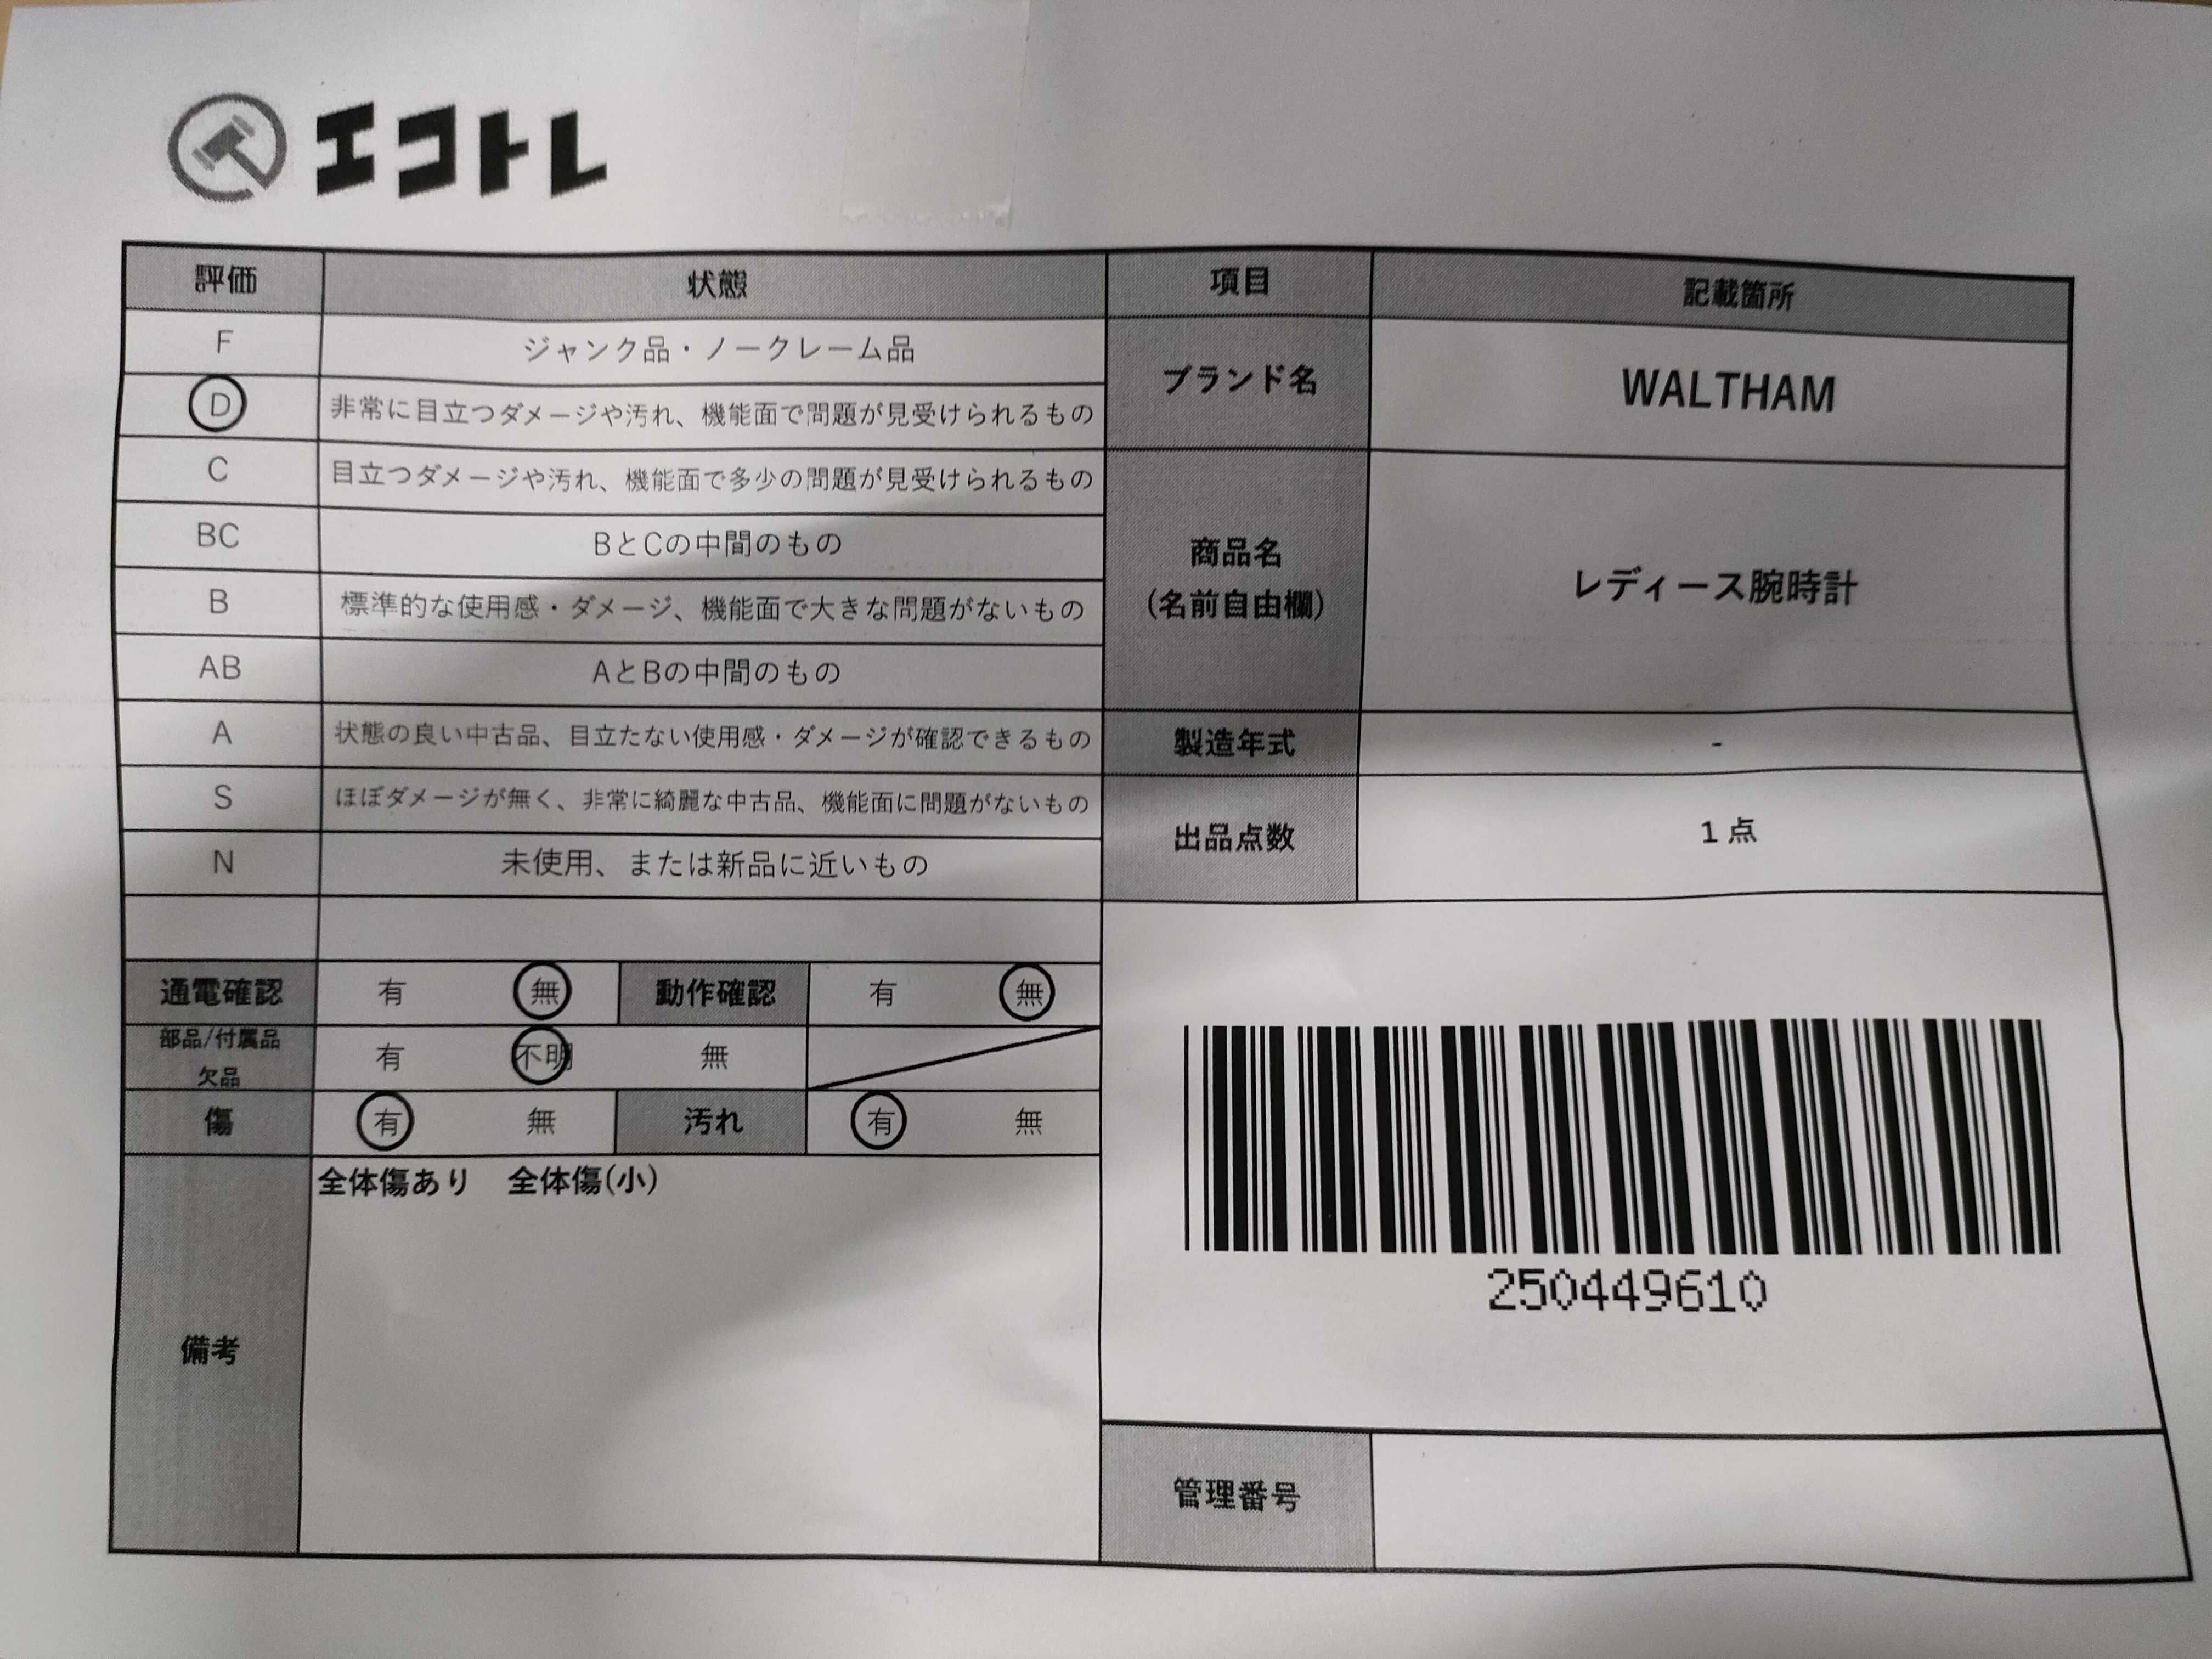 エコトレ
評価 状態 項目 記載箇所
F ジャンク品・ノークレーム品
D 非常に目立つダメージや汚れ、機能面で問題が見受けられるもの
ブランド名 WALTHAM
C 目立つダメージや汚れ、機能面で多少の問題が見受けられるもの
BC BとCの中間のもの
B 標準的な使用感・ダメージ、機能面で大きな問題がないもの
AB AとBの中間のもの
商品名
(名前自由欄)
レディース腕時計
A 状態の良い中古品、目立たない使用感・ダメージが確認できるもの
製造年式 -
S ほぼダメージが無く、非常に綺麗な中古品、機能面に問題がないもの
N 未使用、または新品に近いもの
出品点数 1 点
通電確認 有 無 動作確認 有 無
部品/付属品
欠品
有 不明 無
傷 有 無 汚れ 有 無
備考
全体傷あり 全体傷(小)
250449610
管理番号